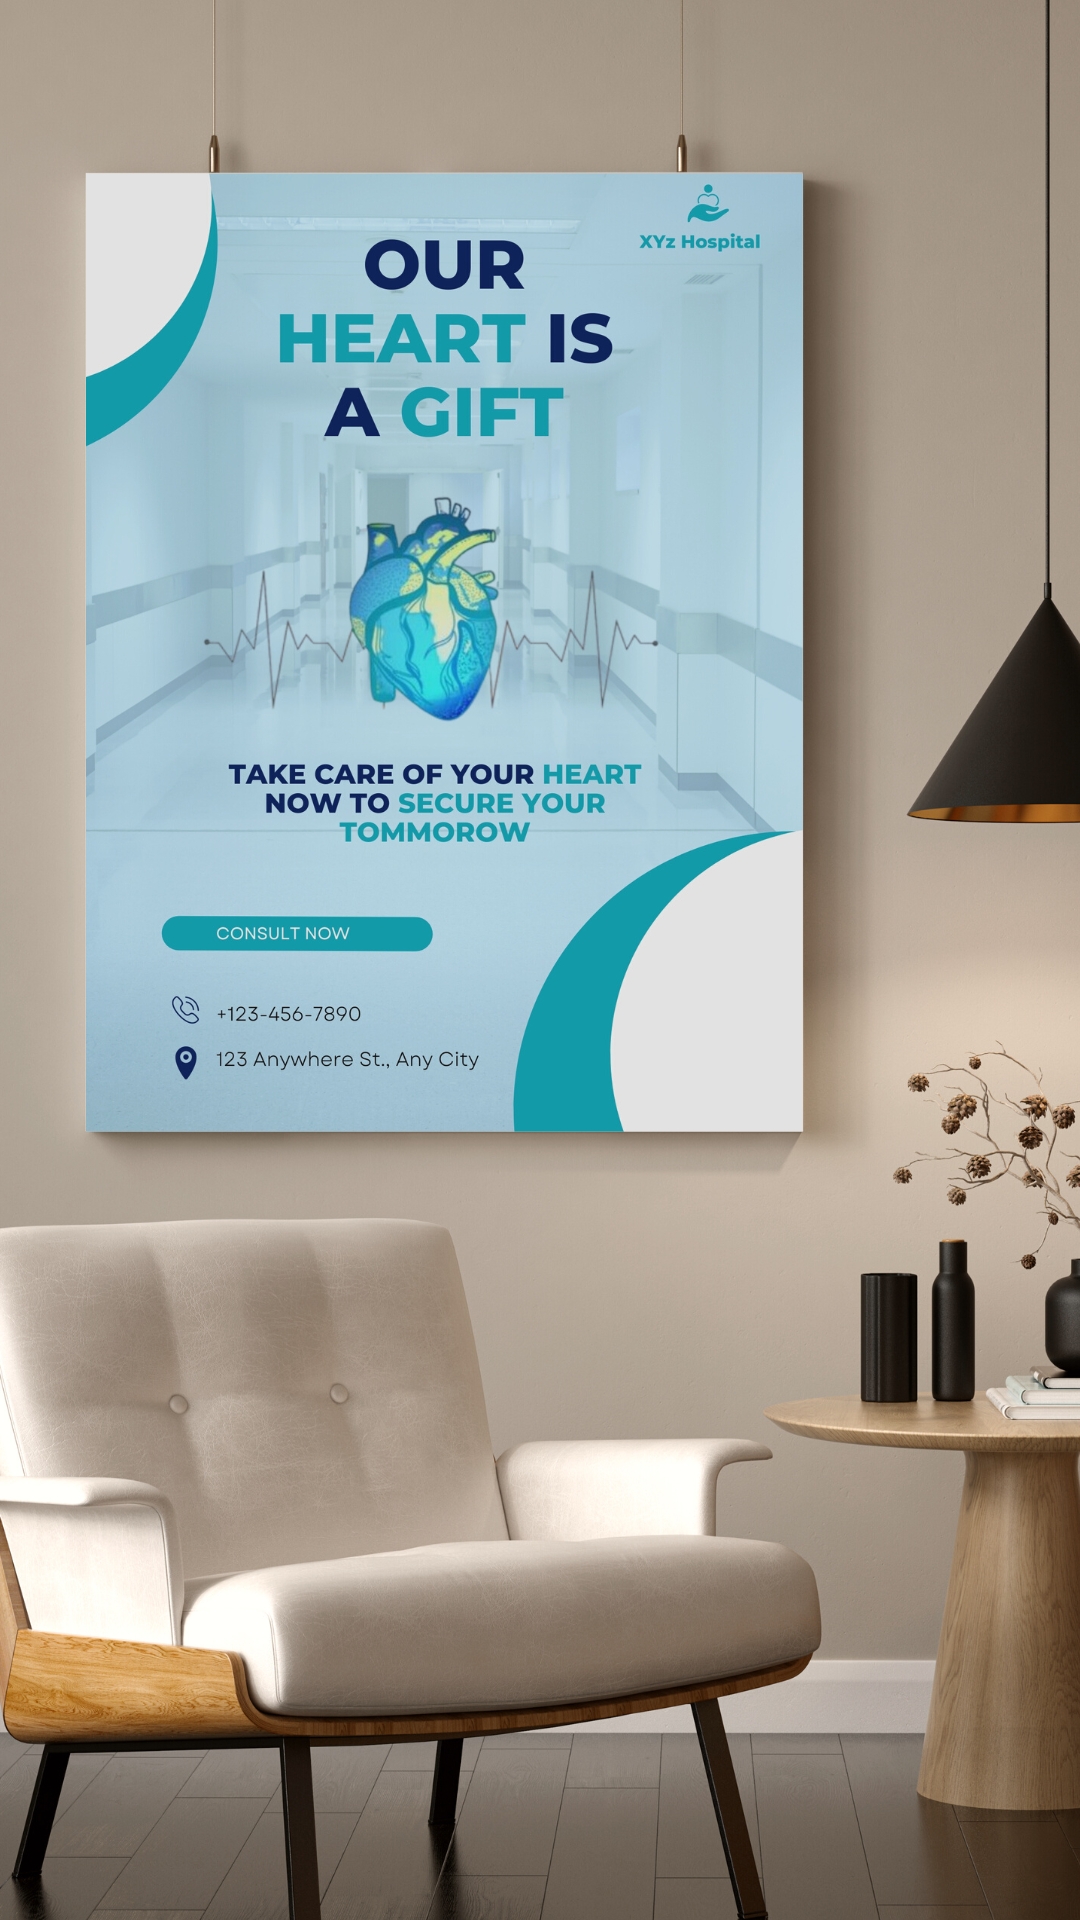 XYz Hospital
OUR
HEART IS
A GIFT
TAKE CARE OF YOUR HEART
NOW TO SECURE YOUR
TOMMOROW
CONSULT NOW
+123-456-7890
123 Anywhere St., Any City